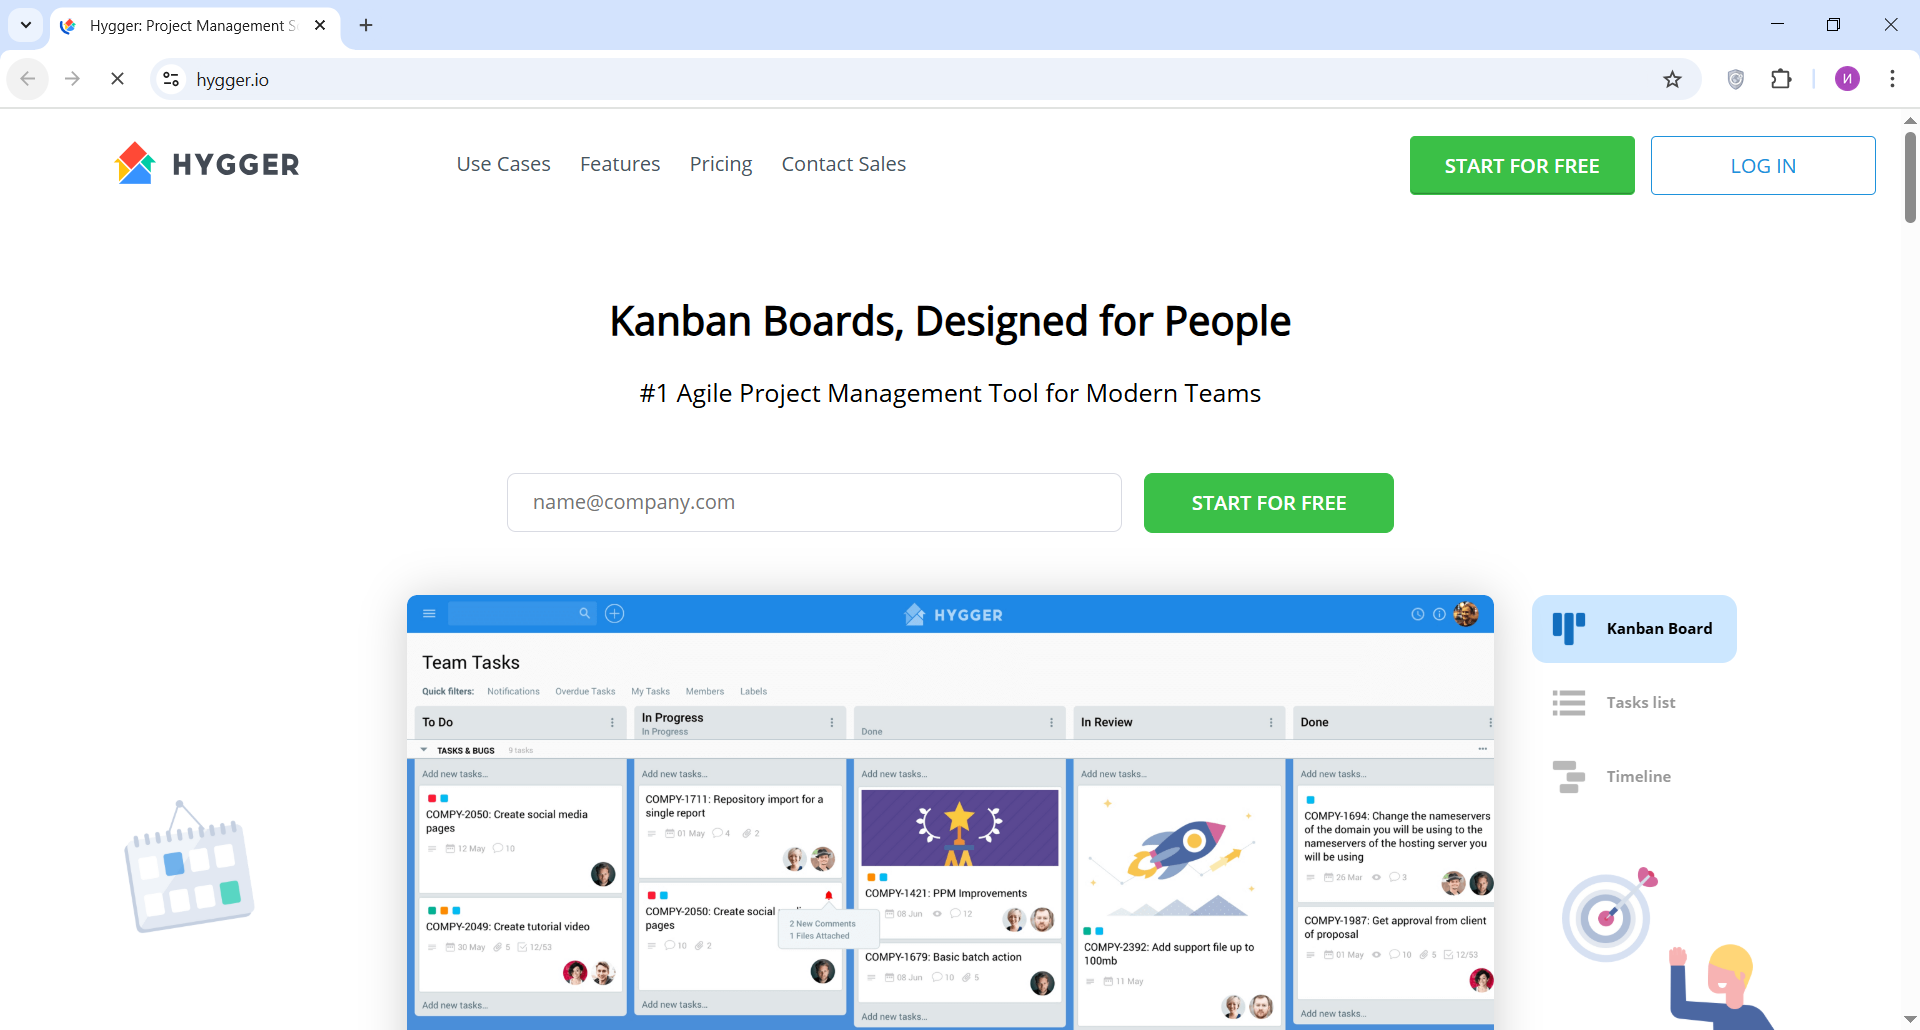 Hygger: Project Management S
hygger.io
И
HYGGER
Use Cases Features Pricing Contact Sales
START FOR FREE
LOG IN
Kanban Boards, Designed for People
#1 Agile Project Management Tool for Modern Teams
name@company.com
START FOR FREE
HYGGER
Team Tasks
Quick filters: Notifications Overdue Tasks My Tasks Members Labels
To Do
In Progress
In Progress
Done
In Review
Done
TASKS & BUGS 9 tasks
Add new tasks...
COMPY-2050: Create social media
pages
12 May 10
COMPY-2049: Create tutorial video
30 May 5 12/53
Add new tasks...
Add new tasks...
COMPY-1711: Repository import for a
single report
01 May 4 2
COMPY-2050: Create social
pages
10 2
2 New Comments
1 Files Attached
Add new tasks...
Add new tasks...
COMPY-1421: PPM Improvements
08 Jun 12
COMPY-1679: Basic batch action
08 Jun 10 5
Add new tasks...
Add new tasks...
COMPY-2392: Add support file up to
100mb
11 May
Add new tasks...
COMPY-1694: Change the nameservers
of the domain you will be using to the
nameservers of the hosting server you
will be using
26 Mar 3
COMPY-1987: Get approval from client
of proposal
01 May 10 5 12/53
Add new tasks...
Kanban Board
Tasks list
Timeline